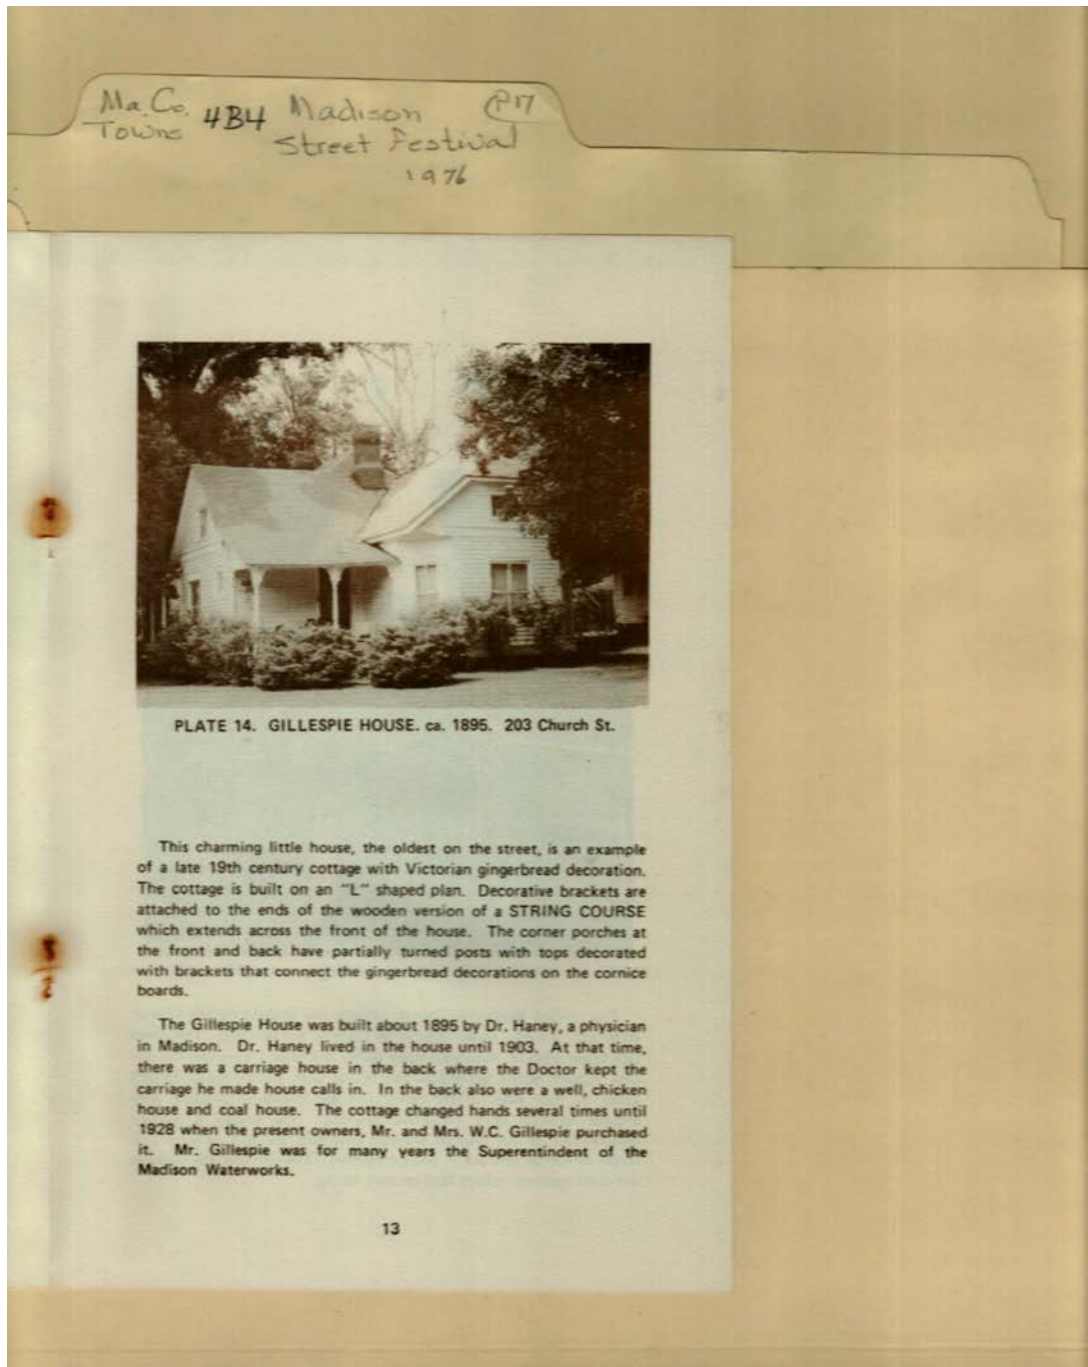 Ma. Co. 4B4 Madison P17
Towns Street Festival
1976
PLATE 14. GILLESPIE HOUSE. ca. 1895. 203 Church St.
This charming little house, the oldest on the street, is an example
of a late 19th century cottage with Victorian gingerbread decoration.
The cottage is built on an "L" shaped plan. Decorative brackets are
attached to the ends of the wooden version of a STRING COURSE
which extends across the front of the house. The corner porches at
the front and back have partially turned posts with tops decorated
with brackets that connect the gingerbread decorations on the cornice
boards.
The Gillespie House was built about 1895 by Dr. Haney, a physician
in Madison. Dr. Haney lived in the house until 1903. At that time,
there was a carriage house in the back where the Doctor kept the
carriage he made house calls in. In the back also were a well, chicken
house and coal house. The cottage changed hands several times until
1928 when the present owners, Mr. and Mrs. W.C. Gillespie purchased
it. Mr. Gillespie was for many years the Superentindent of the
Madison Waterworks.
13